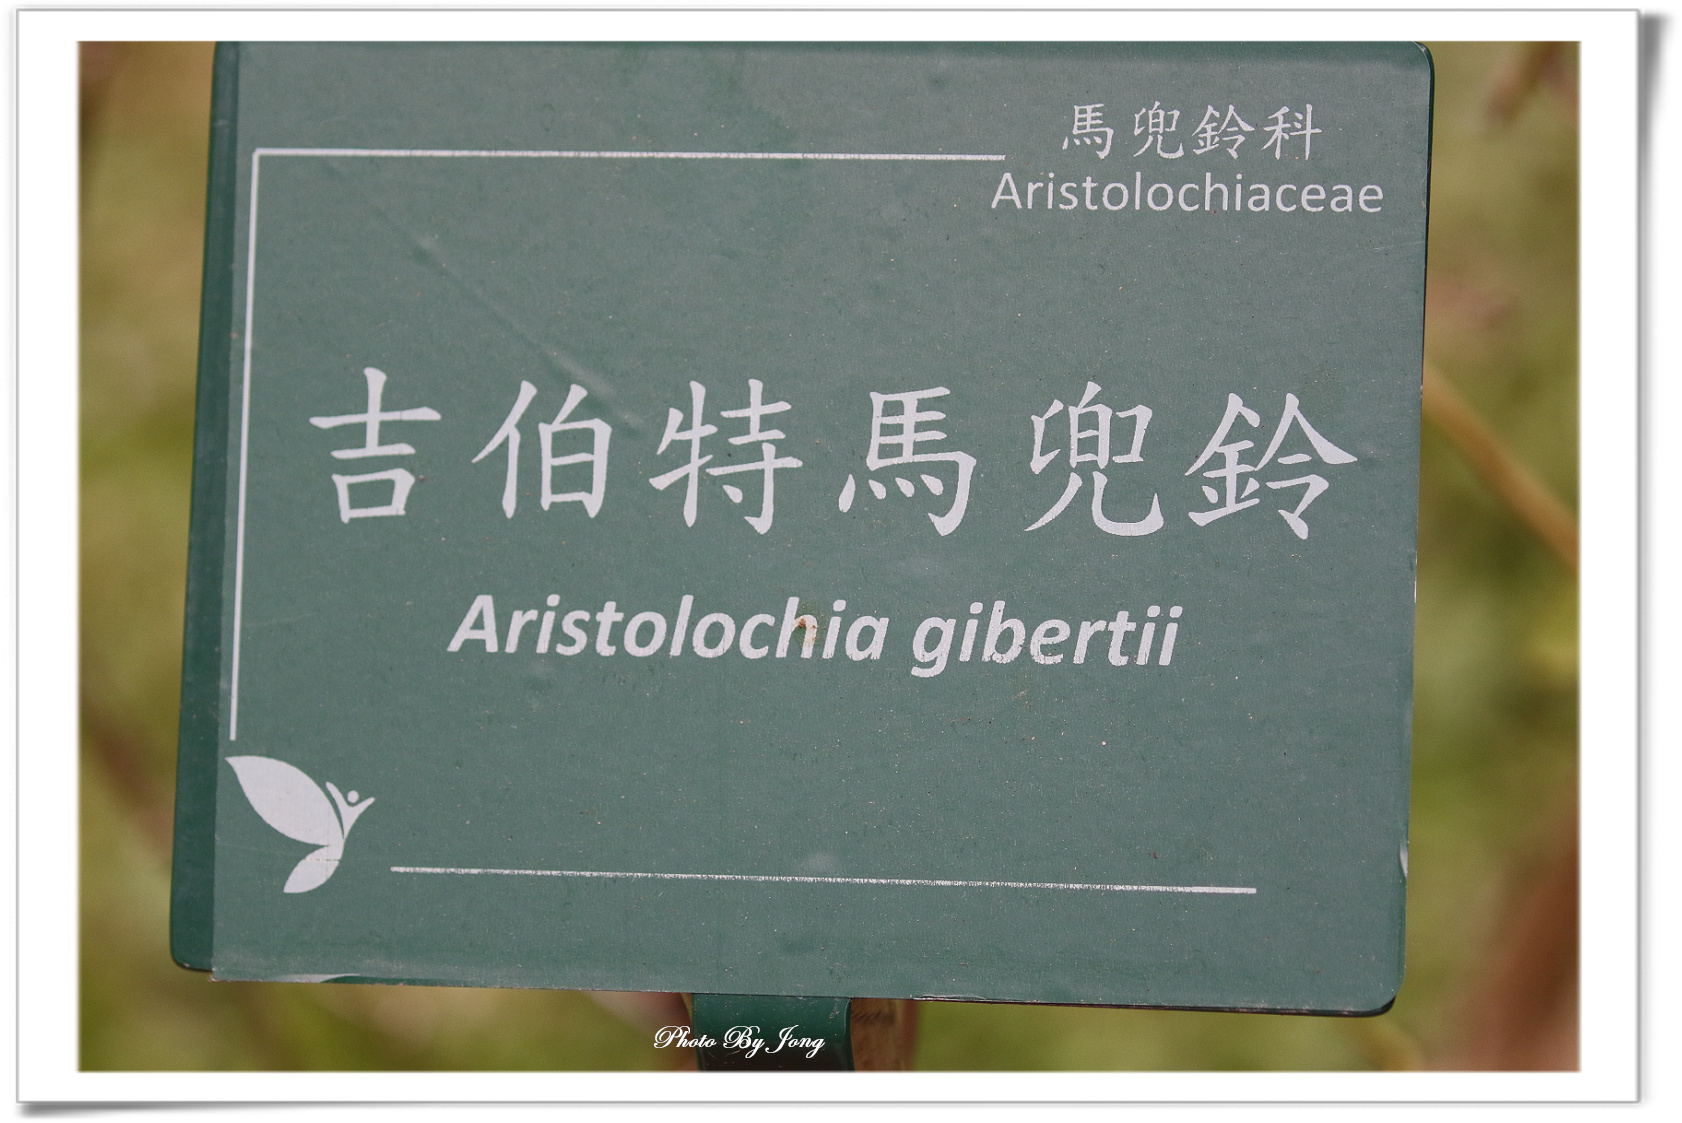 馬兜鈴科
Aristolochiaceae
吉伯特馬兜鈴
Aristolochia gibertii
Photo By Jong